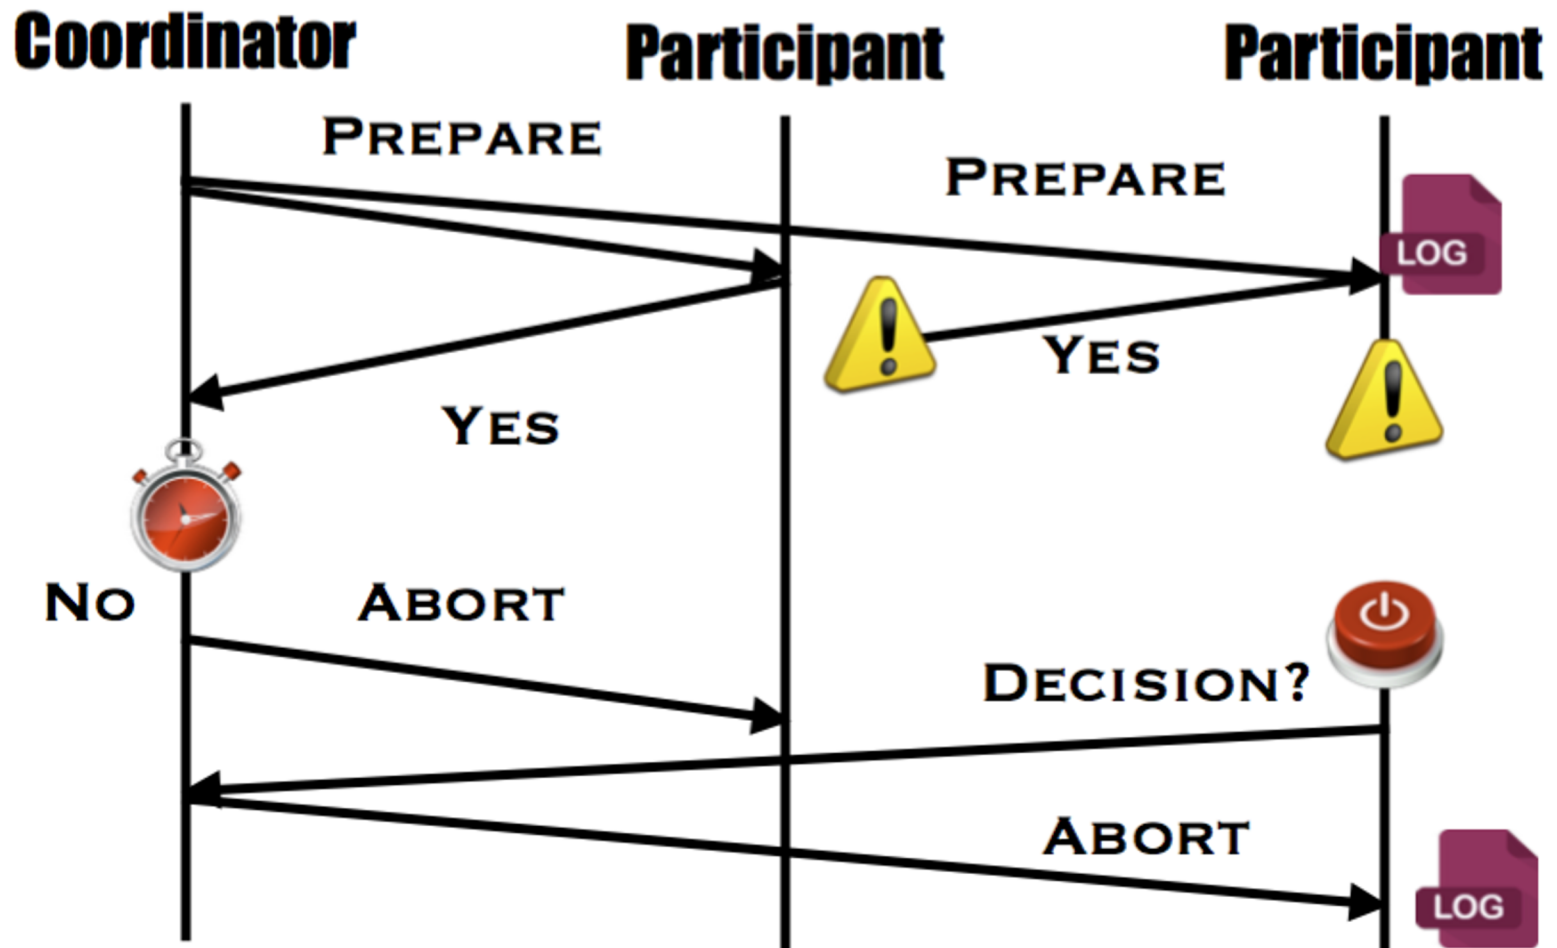 Coordinator
Participant
Participant
PREPARE
PREPARE
LOG
YES
YES
NO
ABORT
DECISION?
ABORT
LOG